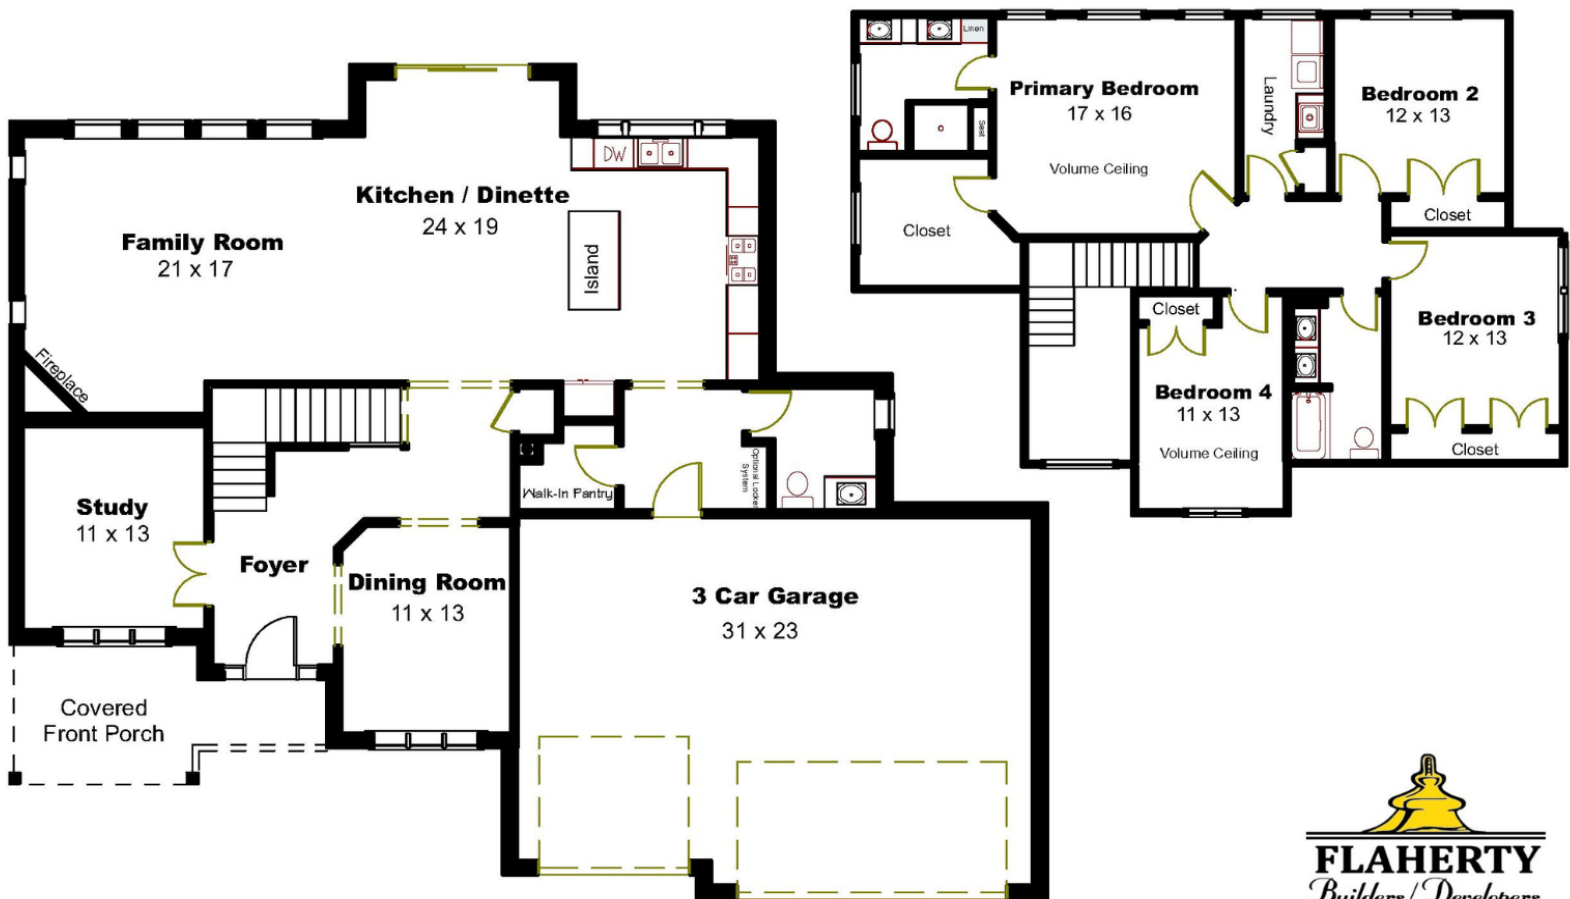 Family Room
21 x 17
Kitchen / Dinette
24 x 19
DW
Island
Fireplace
Study
11 x 13
Foyer
Dining Room
11 x 13
Walk-In Pantry
Optional Locker
System
3 Car Garage
31 x 23
Covered
Front Porch
Linen
Seat
Primary Bedroom
17 x 16
Volume Ceiling
Closet
Laundry
Bedroom 2
12 x 13
Closet
Bedroom 3
12 x 13
Closet
Closet
Bedroom 4
11 x 13
Volume Ceiling
FLAHERTY
Builders/Developers